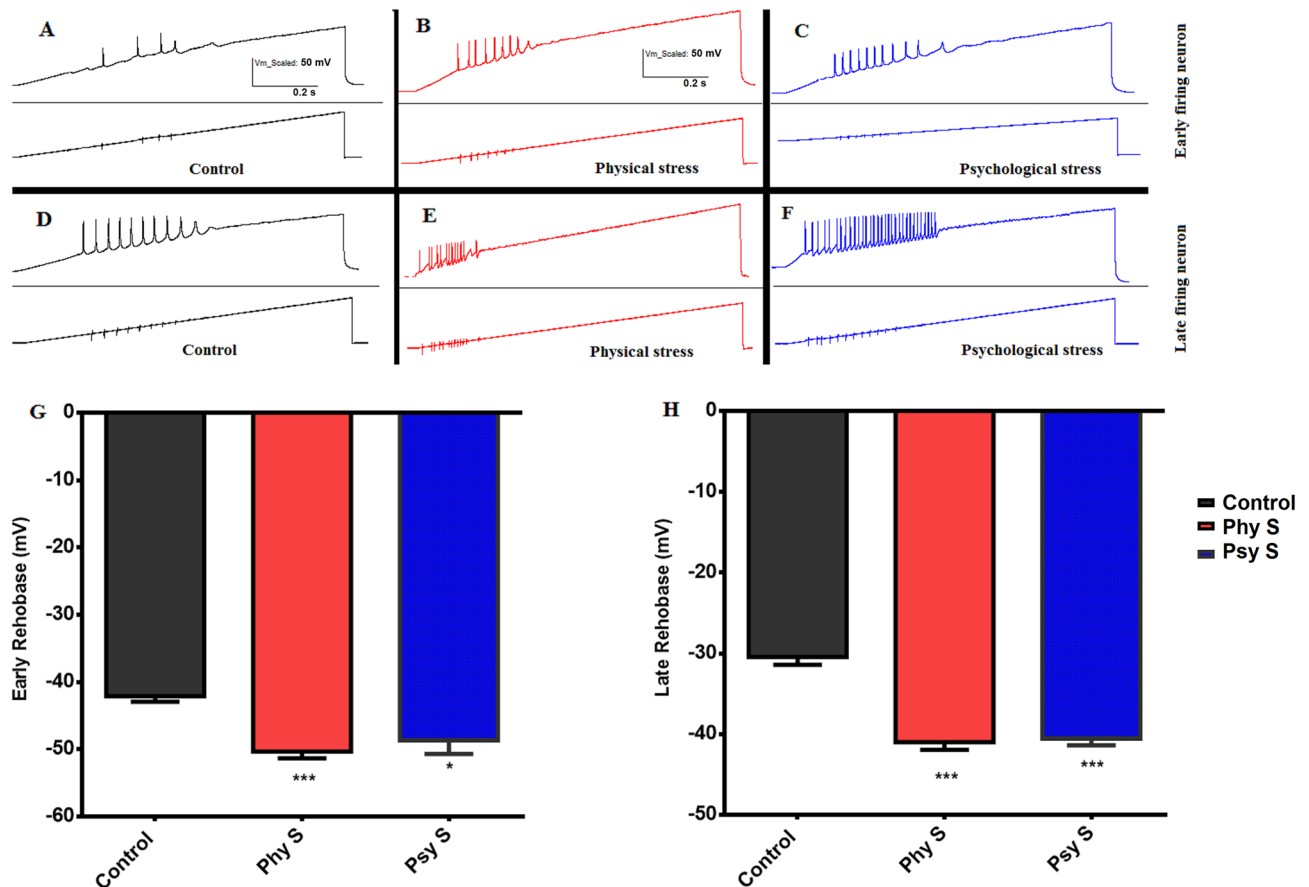 A
Vm_Scaled: 50 mV
0.2 s
Control
B
Vm_Scaled: 50 mV
0.2 s
Physical stress
C
Psychological stress
Early firing neuron
D
Control
E
Physical stress
F
Psychological stress
Late firing neuron
G
Early Rehobase (mV)
0
-10
-20
-30
-40
-50
-60
***
*
Control
Phy S
Psy S
H
Late Rehobase (mV)
0
-10
-20
-30
-40
-50
***
***
Control
Phy S
Psy S
Control
Phy S
Psy S